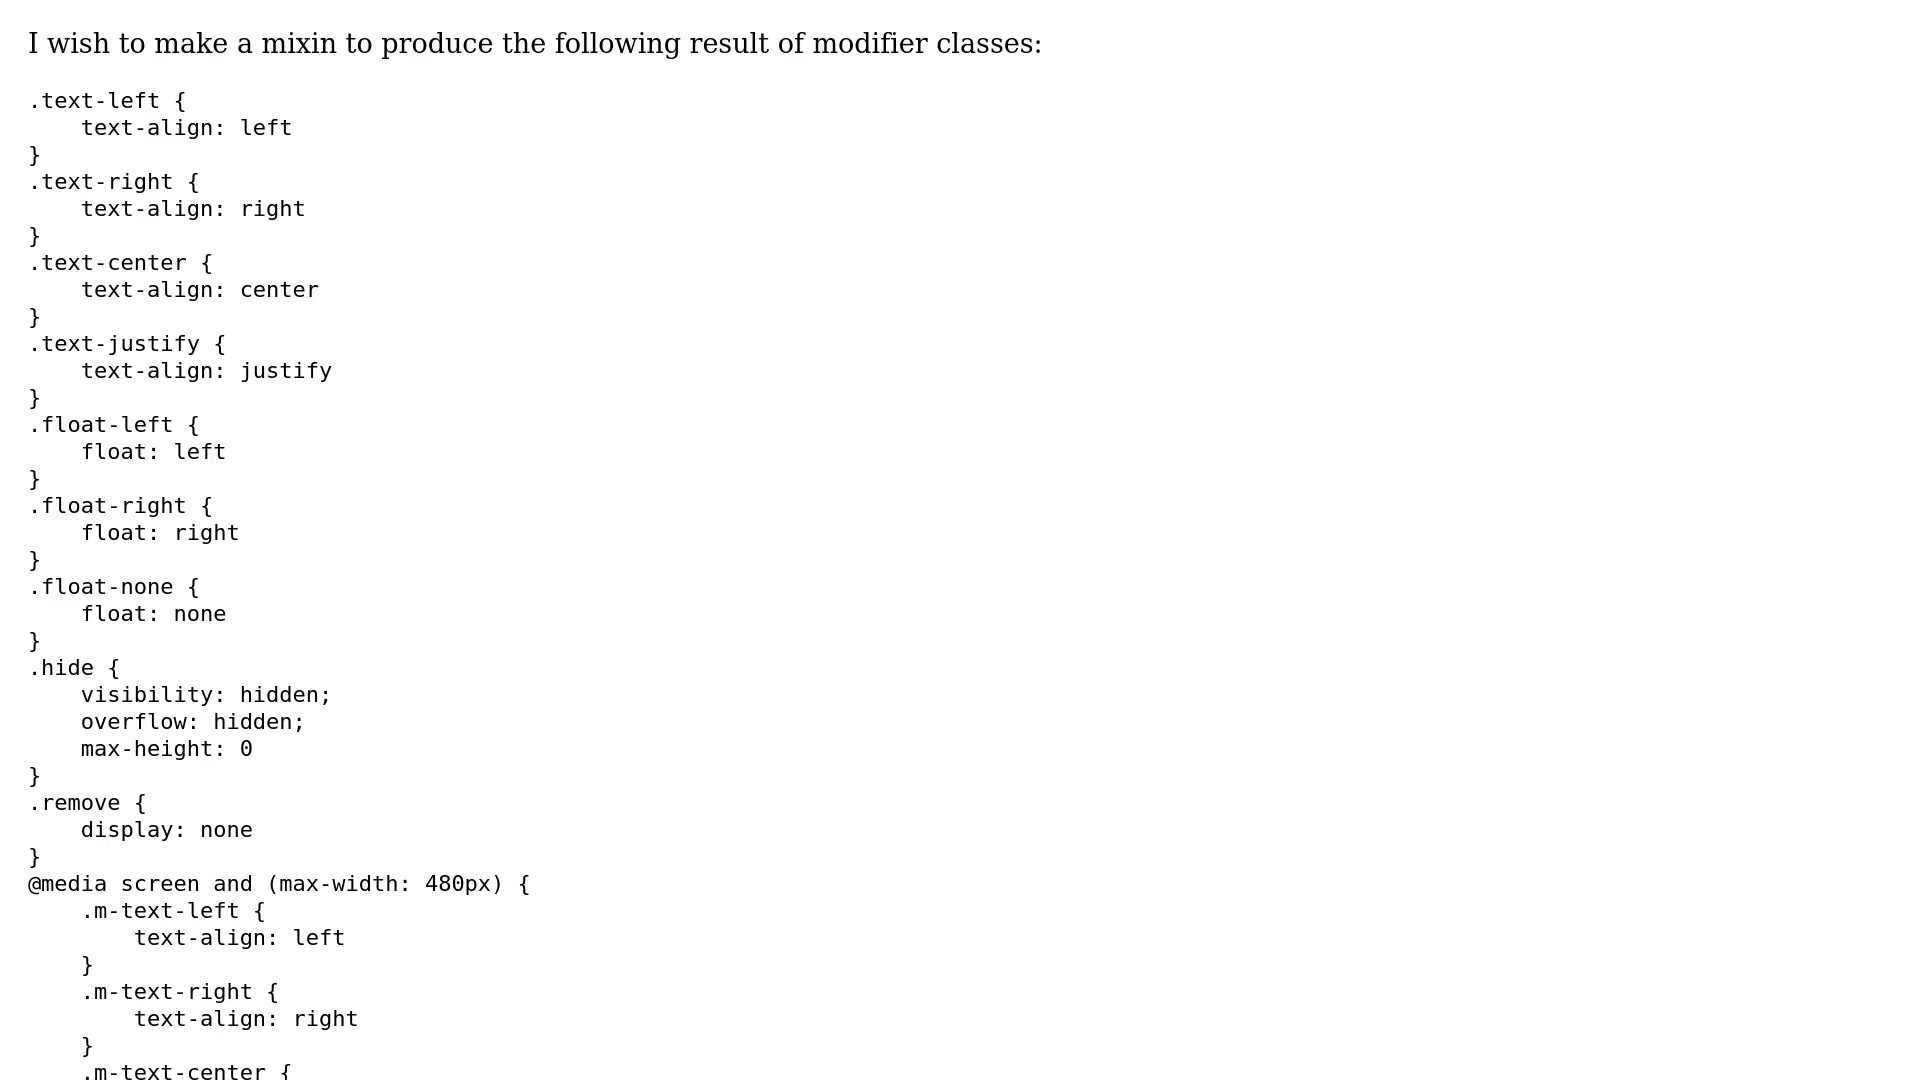 I wish to make a mixin to produce the following result of modifier classes:
.text-left {
    text-align: left
}
.text-right {
    text-align: right
}
.text-center {
    text-align: center
}
.text-justify {
    text-align: justify
}
.float-left {
    float: left
}
.float-right {
    float: right
}
.float-none {
    float: none
}
.hide {
    visibility: hidden;
    overflow: hidden;
    max-height: 0
}
.remove {
    display: none
}
@media screen and (max-width: 480px) {
    .m-text-left {
        text-align: left
    }
    .m-text-right {
        text-align: right
    }
    .m-text-center {